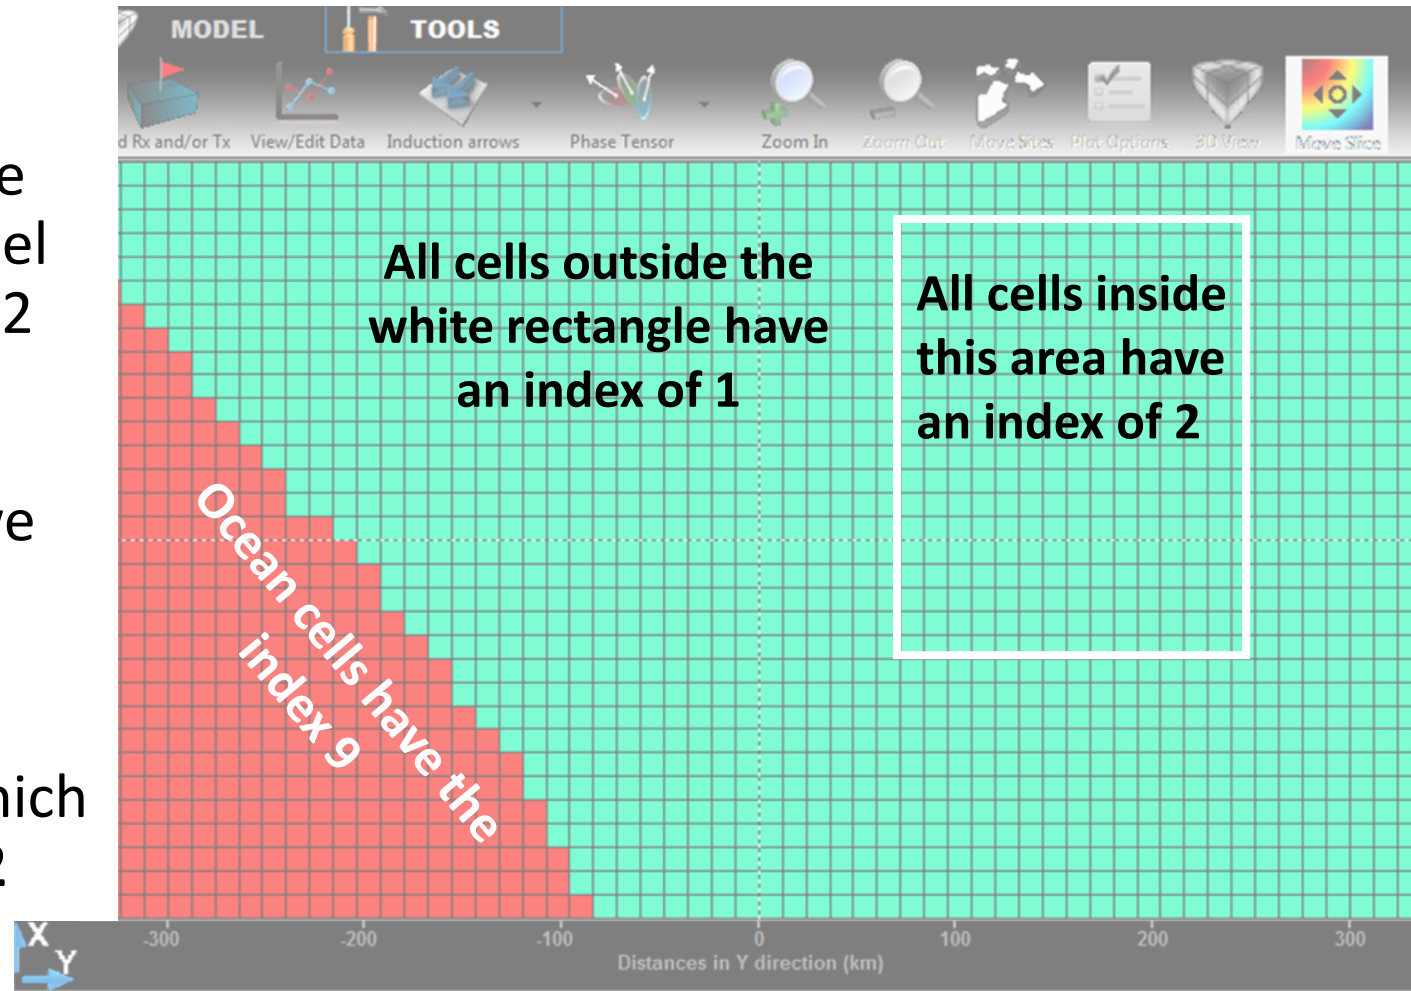 MODEL
TOOLS
d Rx and/or Tx
View/Edit Data
Induction arrows
Phase Tensor
Zoom In
Zoom Out
Move Sites
Plot Options
3D View
Move Slice
e
el
2
ve
hich
2
All cells outside the
white rectangle have
an index of 1
All cells inside
this area have
an index of 2
Ocean cells have the
index 9
X
Y
-300
-200
-100
0
100
200
300
Distances in Y direction (km)